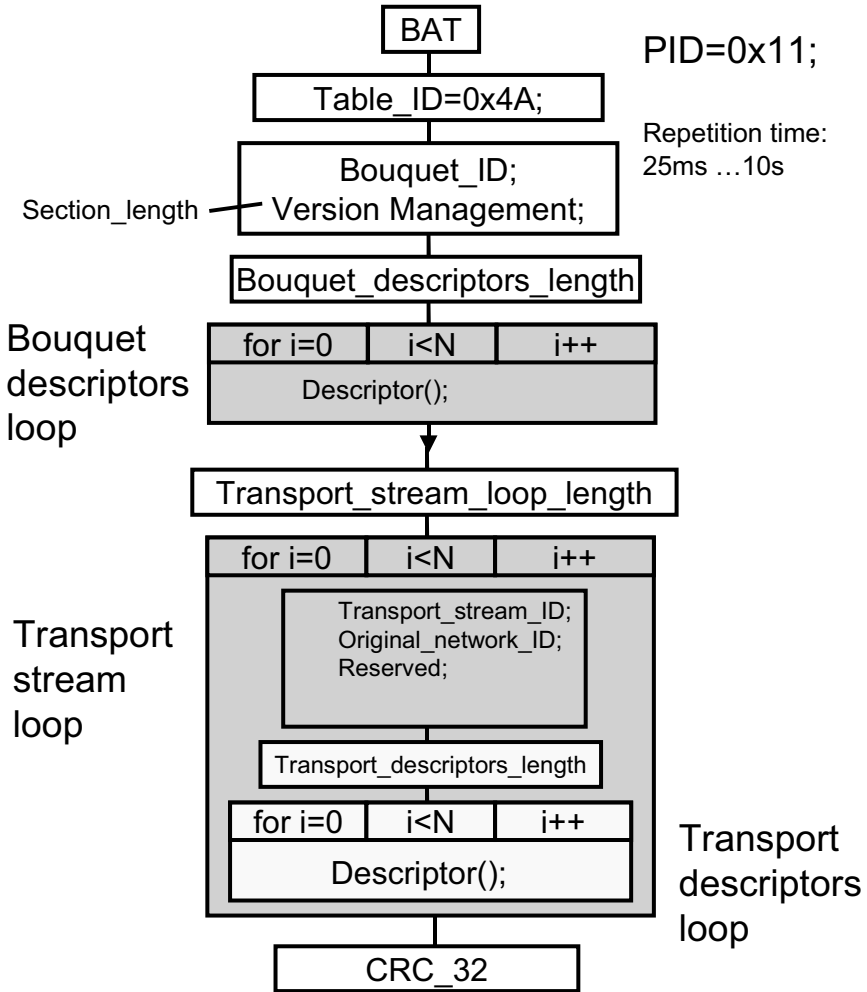 BAT
PID=0x11;
Table_ID=0x4A;
Repetition time:
25ms …10s
Bouquet_ID;
Section_length
Version Management;
Bouquet_descriptors_length
Bouquet
descriptors
loop
for i=0 i<N i++
Descriptor();
Transport_stream_loop_length
for i=0 i<N i++
Transport
stream
loop
Transport_stream_ID;
Original_network_ID;
Reserved;
Transport_descriptors_length
for i=0 i<N i++
Descriptor();
Transport
descriptors
loop
CRC_32